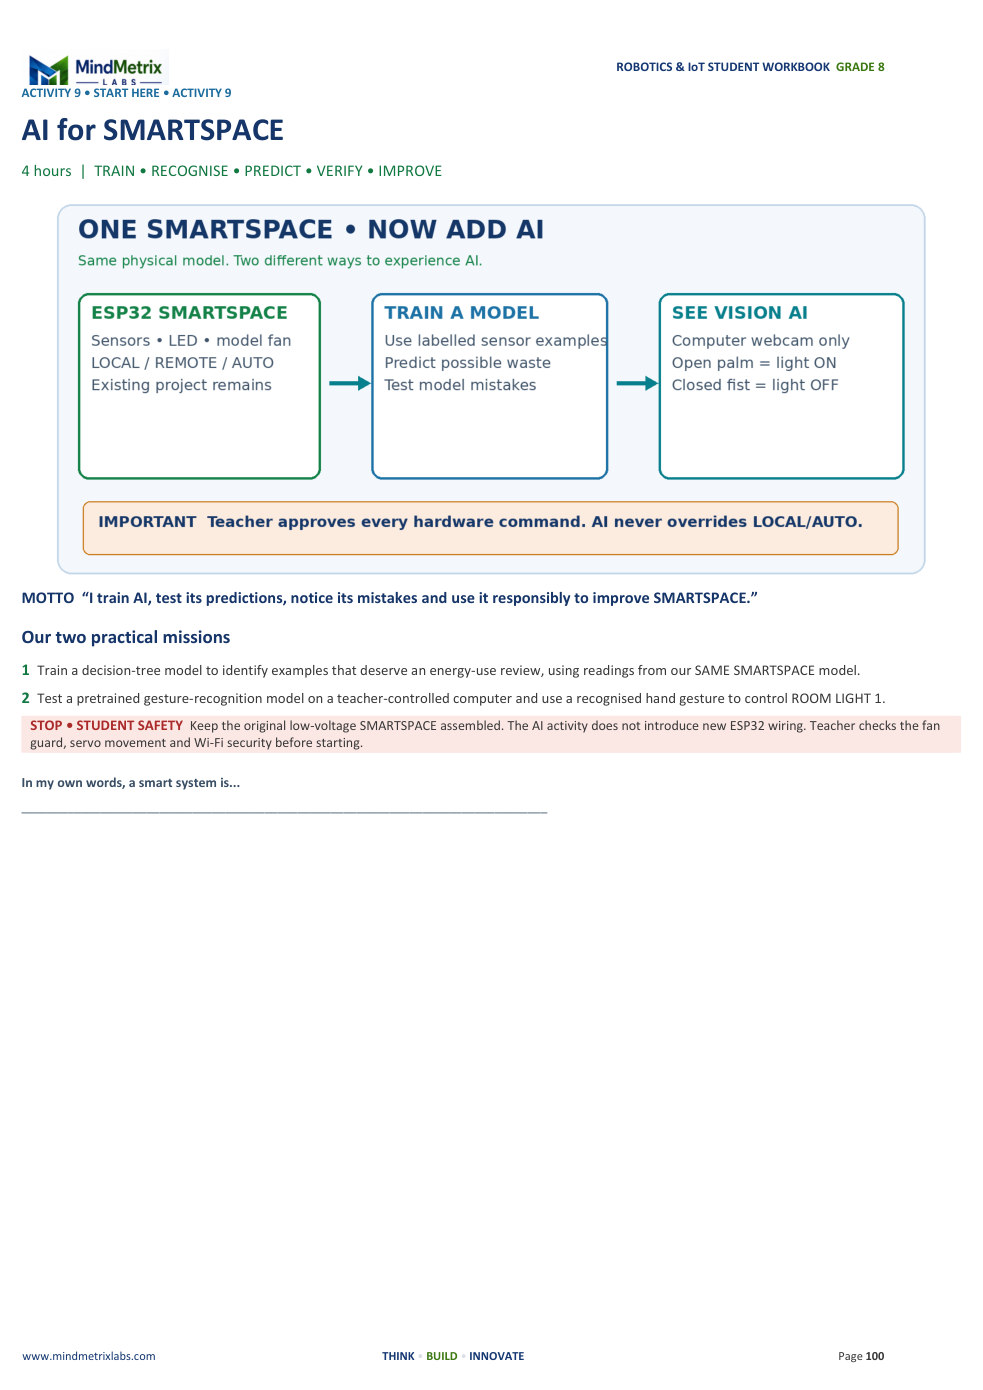 MindMetrix
LABS
ROBOTICS & IoT STUDENT WORKBOOK GRADE 8
ACTIVITY 9 • START HERE • ACTIVITY 9
AI for SMARTSPACE
4 hours | TRAIN • RECOGNISE • PREDICT • VERIFY • IMPROVE
ONE SMARTSPACE • NOW ADD AI
Same physical model. Two different ways to experience AI.
ESP32 SMARTSPACE
Sensors • LED • model fan
LOCAL / REMOTE / AUTO
Existing project remains
TRAIN A MODEL
Use labelled sensor examples
Predict possible waste
Test model mistakes
SEE VISION AI
Computer webcam only
Open palm = light ON
Closed fist = light OFF
IMPORTANT Teacher approves every hardware command. AI never overrides LOCAL/AUTO.
MOTTO “I train AI, test its predictions, notice its mistakes and use it responsibly to improve SMARTSPACE.”
Our two practical missions
1 Train a decision-tree model to identify examples that deserve an energy-use review, using readings from our SAME SMARTSPACE model.
2 Test a pretrained gesture-recognition model on a teacher-controlled computer and use a recognised hand gesture to control ROOM LIGHT 1.
STOP • STUDENT SAFETY Keep the original low-voltage SMARTSPACE assembled. The AI activity does not introduce new ESP32 wiring. Teacher checks the fan
guard, servo movement and Wi-Fi security before starting.
In my own words, a smart system is...
www.mindmetrixlabs.com
THINK • BUILD • INNOVATE
Page 100